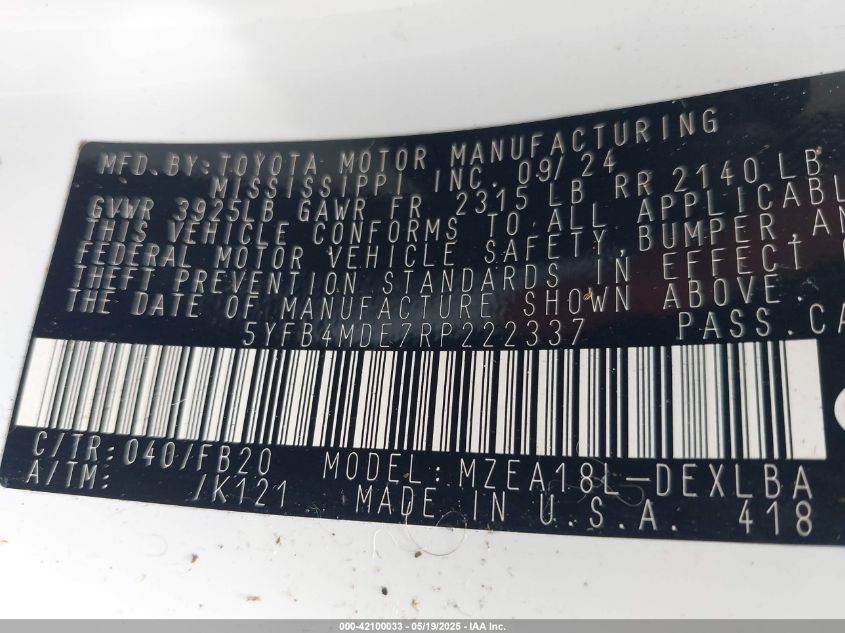 MFD.BY:TOYOTA MOTOR MANUFACTURING
MISSISSIPPI INC. 09/24
GVWR 3925LB GAWR FR 2315 LB RR 2140 LB
THIS VEHICLE CONFORMS TO ALL APPLICABL
FEDERAL MOTOR VEHICLE SAFETY,BUMPER,AN
THEFT PREVENTION STANDARDS IN EFFECT
THE DATE OF MANUFACTURE SHOWN ABOVE.
5YFB4MDE7RP222337 PASS.CA
C/TR:040/FB20 MODEL:MZEA18L-DEXLBA
A/TM: /K121 MADE IN U.S.A. 418
000-42100033 - 05/19/2025 - IAA Inc.